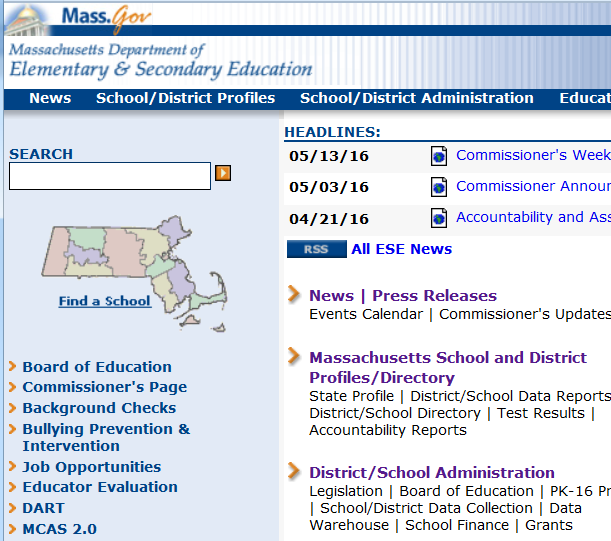 Mass.Gov
Massachusetts Department of
Elementary & Secondary Education
News School/District Profiles School/District Administration
SEARCH
Find a School
Board of Education
Commissioner's Page
Background Checks
Bullying Prevention &
Intervention
Job Opportunities
Educator Evaluation
DART
MCAS 2.0
HEADLINES:
05/13/16 Commissioner's Week
05/03/16 Commissioner
04/21/16 Accountability and
RSS All ESE News
News | Press Releases
Events Calendar | Commissioner's Updates
Massachusetts School and District
Profiles/Directory
State Profile | District/School Data Reports
District/School Directory | Test Results |
Accountability Reports
District/School Administration
Legislation | Board of Education | PK-16
| School/District Data Collection | Data
Warehouse | School Finance | Grants